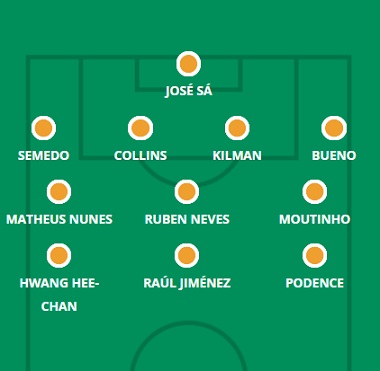 JOSÉ SÁ
SEMEDO COLLINS KILMAN BUENO
MATHEUS NUNES RUBEN NEVES MOUTINHO
HWANG HEE-
CHAN
RAÚL JIMÉNEZ PODENCE